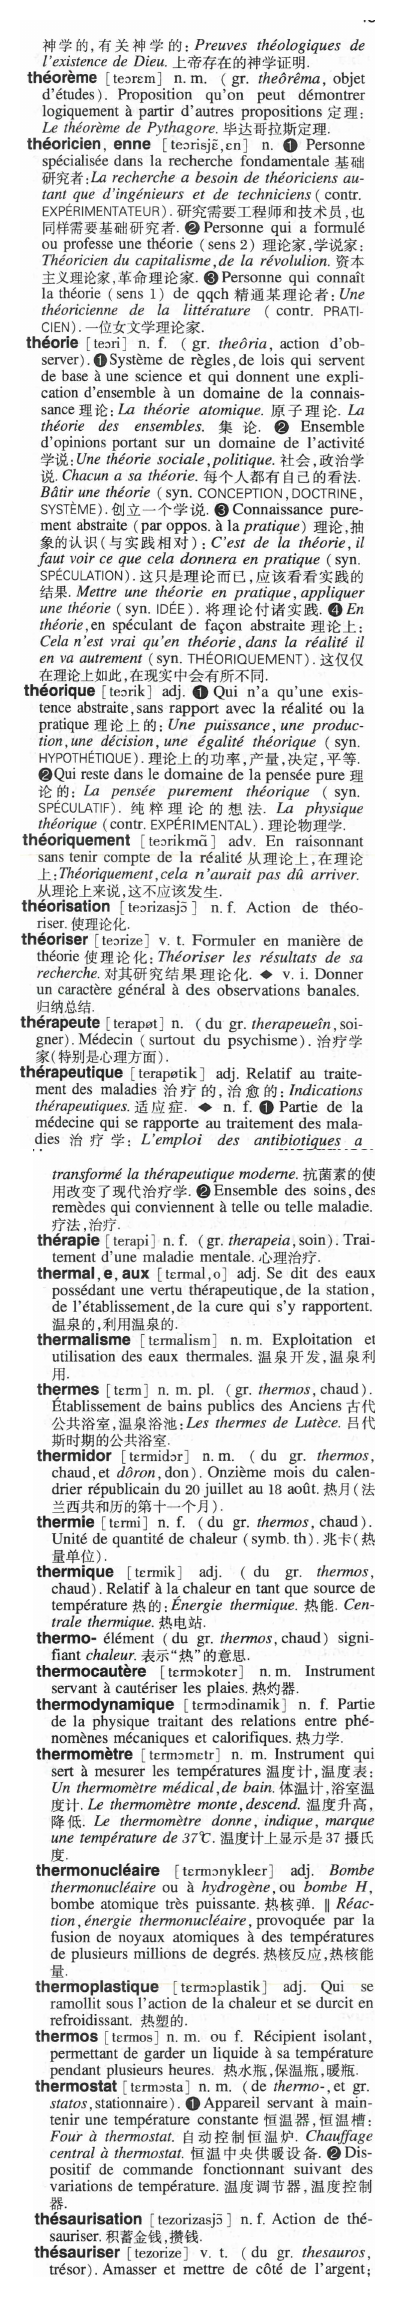 神学的,有关神学的: Preuves théologiques de
l'existence de Dieu. 上帝存在的神学证明.
théorème [teɔrɛm] n. m. ( gr. theôrêma, objet
d'études). Proposition qu'on peut démontrer
logiquement à partir d'autres propositions 定理:
Le théorème de Pythagore. 毕达哥拉斯定理.
théoricien, enne [teɔrisjɛ̃,ɛn] n. ❶ Personne
spécialisée dans la recherche fondamentale 基础
研究者:La recherche a besoin de théoriciens au-
tant que d'ingénieurs et de techniciens ( contr.
EXPÉRIMENTATEUR). 研究需要工程师和技术员,也
同样需要基础研究者. ❷ Personne qui a formulé
ou professe une théorie (sens 2) 理论家,学说家:
Théoricien du capitalisme,de la révolulion. 资本
主义理论家,革命理论家. ❸ Personne qui connaît
la théorie (sens 1) de qqch 精通某理论者: Une
théoricienne de la littérature ( contr. PRATI-
CIEN). 一位女文学理论家.
théorie [teɔri] n. f. ( gr. theôria, action d'ob-
server). ❶ Système de règles,de lois qui servent
de base à une science et qui donnent une expli-
cation d'ensemble à un domaine de la connais-
sance 理论: La théorie atomique. 原子理论. La
théorie des ensembles. 集 论. ❷ Ensemble
d'opinions portant sur un domaine de l'activité
学说:Une théorie sociale,politique. 社会,政治学
说. Chacun a sa théorie. 每个人都有自己的看法.
Bâtir une théorie (syn. CONCEPTION,DOCTRINE,
SYSTÈME). 创立一个学说. ❸ Connaissance pure-
ment abstraite (par oppos. à la pratique) 理论,抽
象的认识(与实践相对): C'est de la théorie, il
faut voir ce que cela donnera en pratique (syn.
SPÉCULATION). 这只是理论而已,应该看看实践的
结果. Mettre une théorie en pratique, appliquer
une théorie (syn. IDÉE). 将理论付诸实践. ❹ En
théorie,en spéculant de façon abstraite 理论上:
Cela n'est vrai qu'en théorie,dans la réalité il
en va autrement (syn. THÉORIQUEMENT). 这仅仅
在理论上如此,在现实中会有所不同.
théorique [teɔrik] adj. ❶ Qui n'a qu'une exis-
tence abstraite,sans rapport avec la réalité ou la
pratique 理论上的: Une puissance, une produc-
tion,une décision, une égalité théorique ( syn.
HYPOTHÉTIQUE). 理论上的功率,产量,决定,平等.
❷ Qui reste dans le domaine de la pensée pure 理
论的: La pensée purement théorique ( syn.
SPÉCULATIF). 纯粹理论的想法. La physique
théorique (contr. EXPÉRIMENTAL). 理论物理学.
théoriquement [teɔrikmɑ̃] adv. En raisonnant
sans tenir compte de la réalité 从理论上,在理论
上:Théoriquement,cela n'aurait pas dû arriver.
从理论上来说,这不应该发生.
théorisation [teɔrizasjɔ̃] n. f. Action de théo-
riser. 使理论化.
théoriser [teɔrize] v. t. Formuler en manière de
théorie 使理论化: Théoriser les résultats de sa
recherche. 对其研究结果理论化. ◆ v. i. Donner
un caractère général à des observations banales.
归纳总结.
thérapeute [terapøt] n. (du gr. therapeueîn,soi-
gner). Médecin (surtout du psychisme). 治疗学
家(特别是心理方面).
thérapeutique [terapøtik] adj. Relatif au traite-
ment des maladies 治疗的,治愈的: Indications
thérapeutiques. 适应症. ◆ n. f. ❶ Partie de la
médecine qui se rapporte au traitement des mala-
dies 治疗学: L'emploi des antibiotiques a
transformé la thérapeutique moderne. 抗菌素的使
用改变了现代治疗学. ❷ Ensemble des soins,des
remèdes qui conviennent à telle ou telle maladie.
疗法,治疗.
thérapie [terapi] n. f. (gr. therapeia,soin). Trai-
tement d'une maladie mentale. 心理治疗.
thermal,e,aux [tɛrmal,o] adj. Se dit des eaux
possédant une vertu thérapeutique,de la station,
de l'établissement,de la cure qui s'y rapportent.
温泉的,利用温泉的.
thermalisme [tɛrmalism] n. m. Exploitation et
utilisation des eaux thermales. 温泉开发,温泉利
用.
thermes [tɛrm] n. m. pl. (gr. thermos,chaud).
Établissement de bains publics des Anciens 古代
公共浴室,温泉浴池:Les thermes de Lutèce. 吕代
斯时期的公共浴室.
thermidor [tɛrmidɔr] n. m. ( du gr. thermos,
chaud,et dôron,don). Onzième mois du calen-
drier républicain du 20 juillet au 18 août. 热月(法
兰西共和历的第十一个月).
thermie [tɛrmi] n. f. (du gr. thermos, chaud).
Unité de quantité de chaleur (symb. th). 兆卡(热
量单位).
thermique [tɛrmik] adj. ( du gr. thermos,
chaud). Relatif à la chaleur en tant que source de
température 热的:Énergie thermique. 热能. Cen-
trale thermique. 热电站.
thermo- élément (du gr. thermos,chaud) signi-
fiant chaleur. 表示“热”的意思.
thermocautère [tɛrmɔkotɛr] n. m. Instrument
servant à cautériser les plaies. 热灼器.
thermodynamique [tɛrmɔdinamik] n. f. Partie
de la physique traitant des relations entre phé-
nomènes mécaniques et calorifiques. 热力学.
thermomètre [tɛrmɔmɛtr] n. m. Instrument qui
sert à mesurer les températures 温度计,温度表:
Un thermomètre médical,de bain. 体温计,浴室温
度计. Le thermomètre monte,descend. 温度升高,
降低. Le thermomètre donne, indique, marque
une température de 37℃. 温度计上显示是 37 摄氏
度.
thermonucléaire [tɛrmɔnykleɛr] adj. Bombe
thermonucléaire ou à hydrogène,ou bombe H,
bombe atomique très puissante. 热核弹. ‖ Réac-
tion,énergie thermonucléaire, provoquée par la
fusion de noyaux atomiques à des températures
de plusieurs millions de degrés. 热核反应,热核能
量.
thermoplastique [tɛrmɔplastik] adj. Qui se
ramollit sous l'action de la chaleur et se durcit en
refroidissant. 热塑的.
thermos [tɛrmos] n. m. ou f. Récipient isolant,
permettant de garder un liquide à sa température
pendant plusieurs heures. 热水瓶,保温瓶,暖瓶.
thermostat [tɛrmɔsta] n. m. (de thermo-,et gr.
statos,stationnaire). ❶ Appareil servant à main-
tenir une température constante 恒温器,恒温槽:
Four à thermostat. 自动控制恒温炉. Chauffage
central à thermostat. 恒温中央供暖设备. ❷ Dis-
positif de commande fonctionnant suivant des
variations de température. 温度调节器,温度控制
器.
thésaurisation [tezorizasjɔ̃] n. f. Action de thé-
sauriser. 积蓄金钱,攒钱.
thésauriser [tezorize] v. t. (du gr. thesauros,
trésor). Amasser et mettre de côté de l'argent;